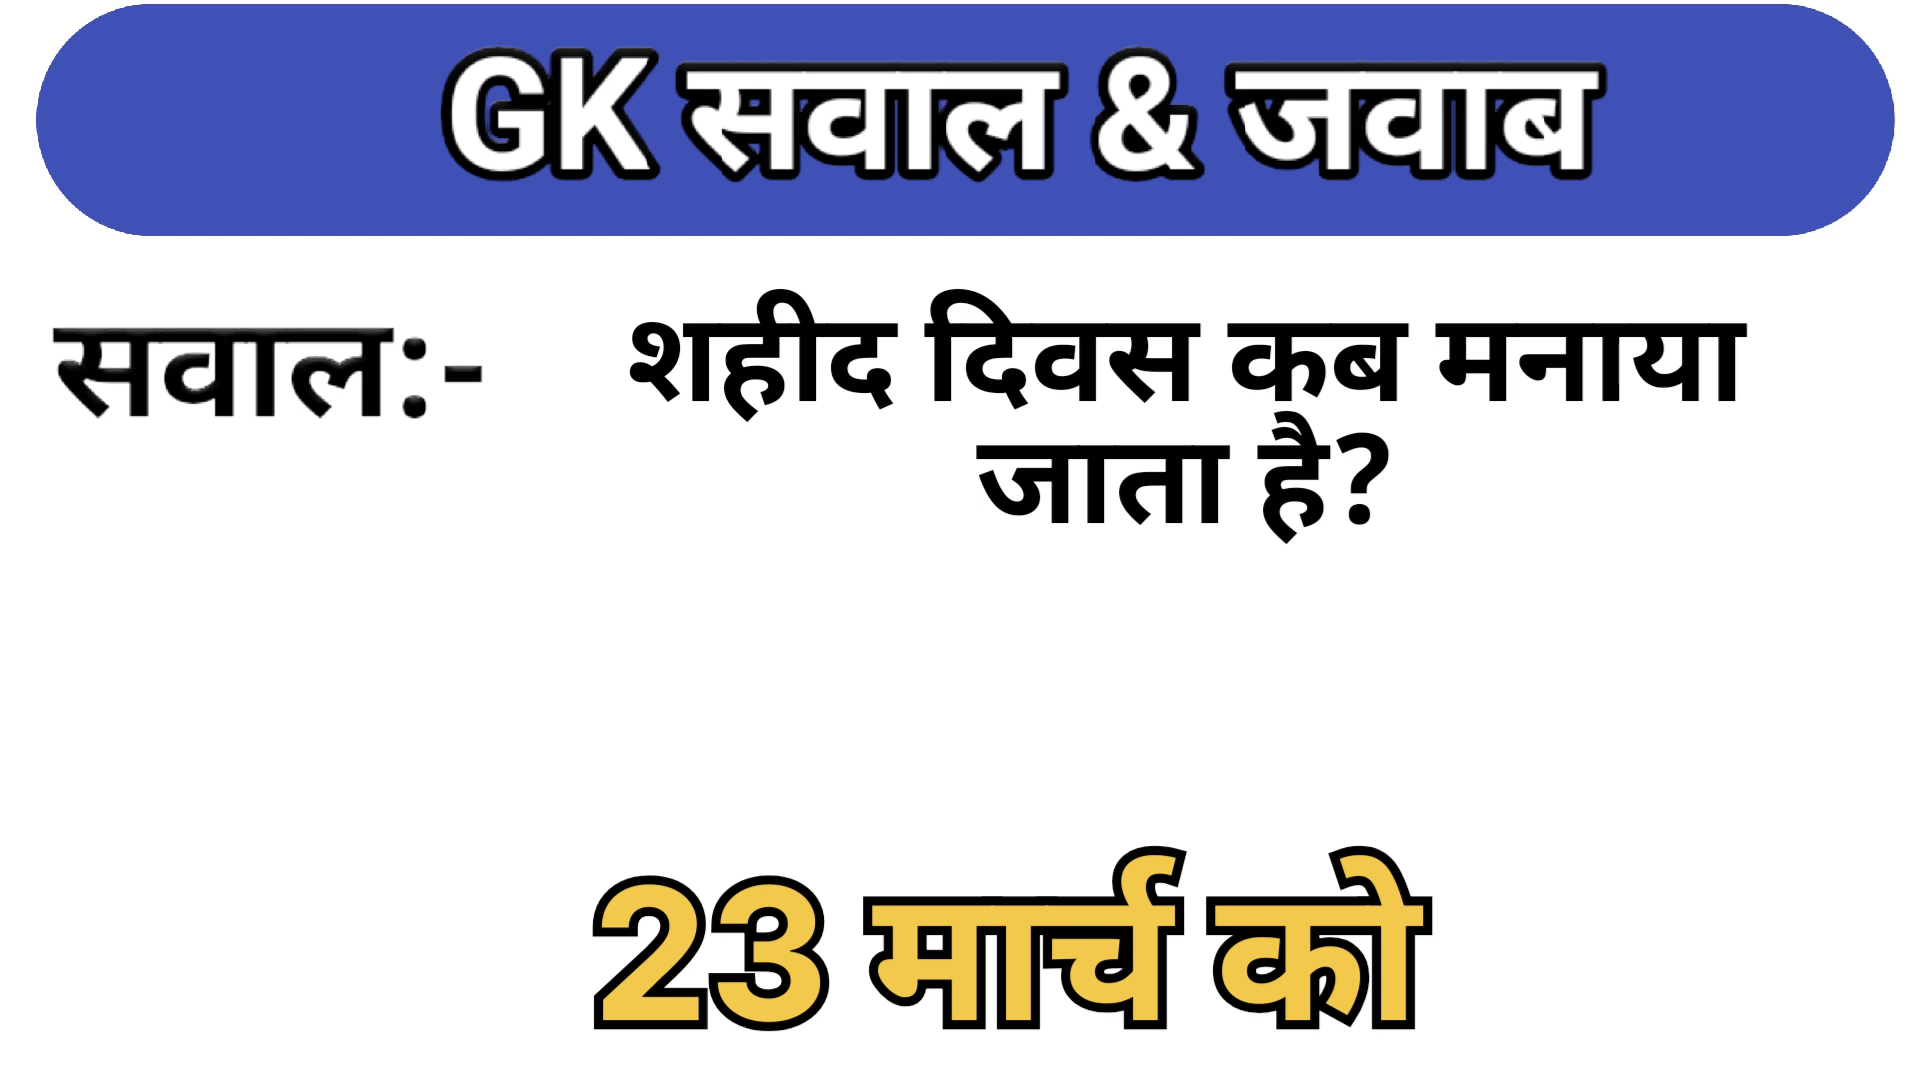 GK सवाल & जवाब
सवाल:- शहीद दिवस कब मनाया
जाता है?
23 मार्च को